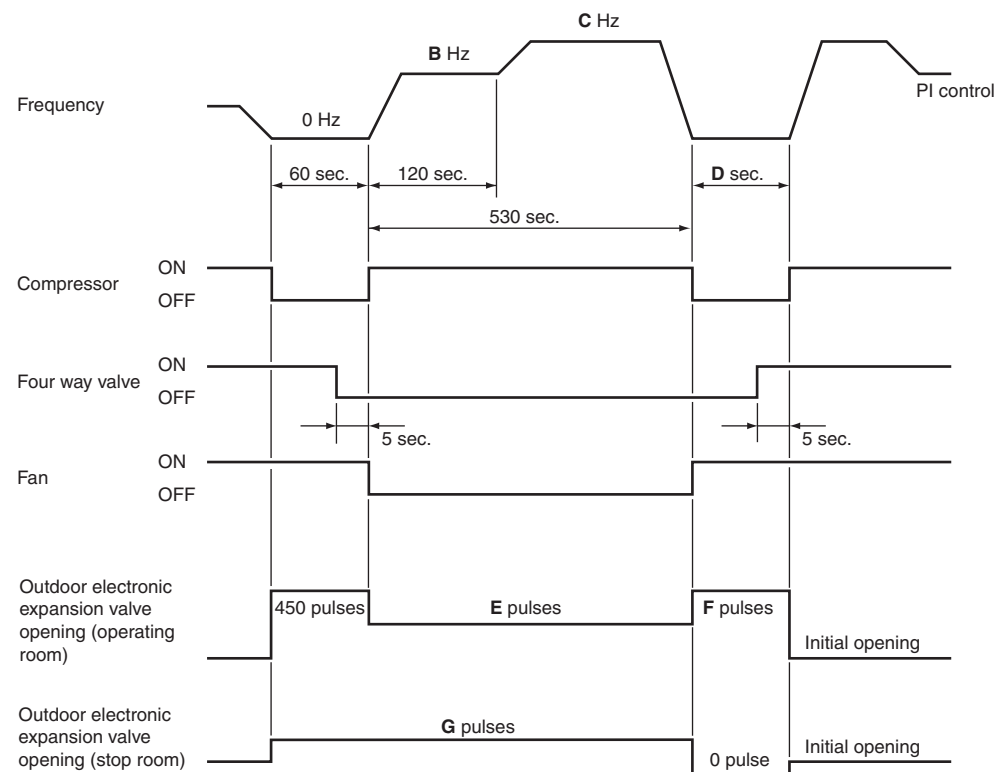 C Hz
B Hz
Frequency
PI control
0 Hz
60 sec.
120 sec.
D sec.
530 sec.
ON
Compressor
OFF
ON
Four way valve
OFF
5 sec.
5 sec.
ON
Fan
OFF
Outdoor electronic
expansion valve
opening (operating
room)
450 pulses
E pulses
F pulses
Initial opening
Outdoor electronic
expansion valve
opening (stop room)
G pulses
0 pulse
Initial opening